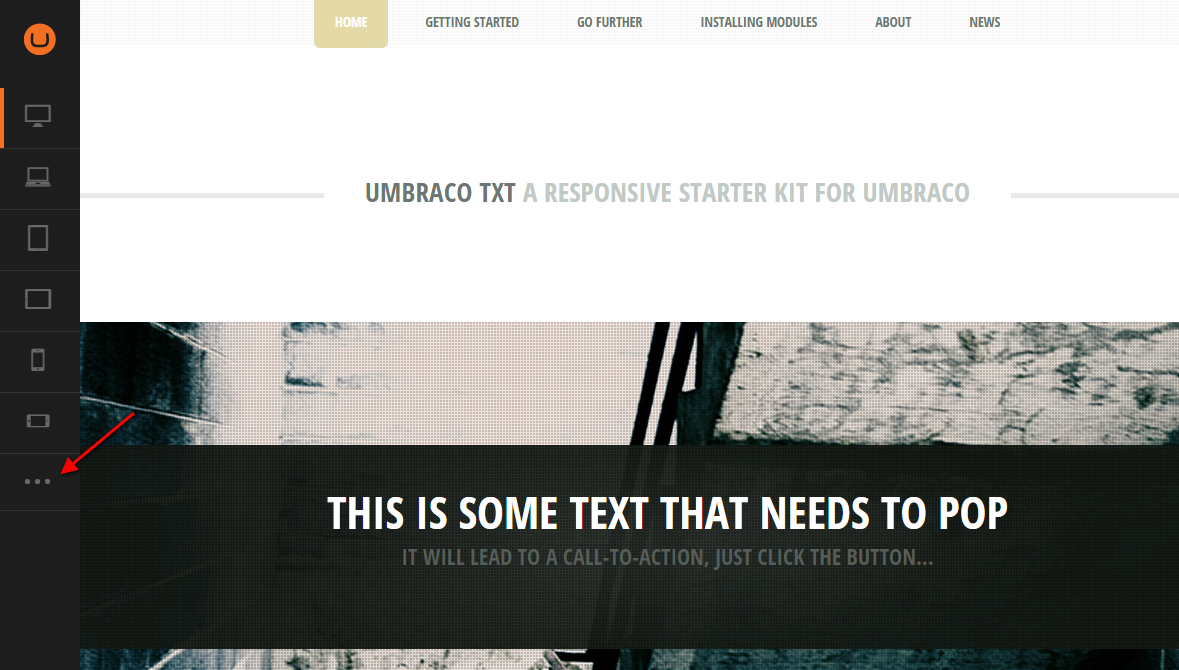 HOME GETTING STARTED GO FURTHER INSTALLING MODULES ABOUT NEWS
UMBRACO TXT A RESPONSIVE STARTER KIT FOR UMBRACO
THIS IS SOME TEXT THAT NEEDS TO POP
IT WILL LEAD TO A CALL-TO-ACTION, JUST CLICK THE BUTTON...